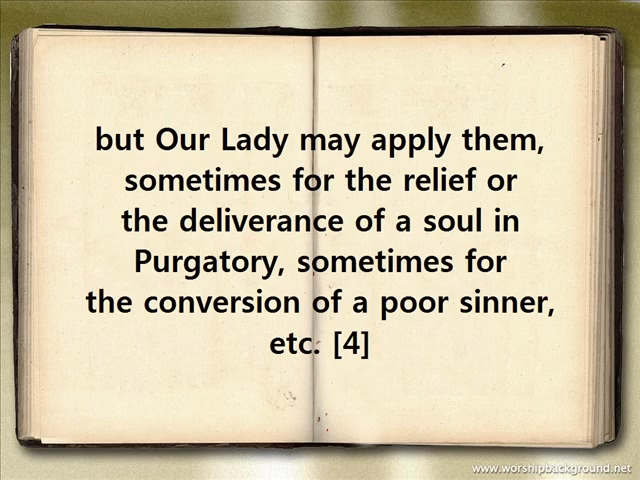 but Our Lady may apply them,
sometimes for the relief or
the deliverance of a soul in
Purgatory, sometimes for
the conversion of a poor sinner,
etc. [4]
www.worshipbackground.net